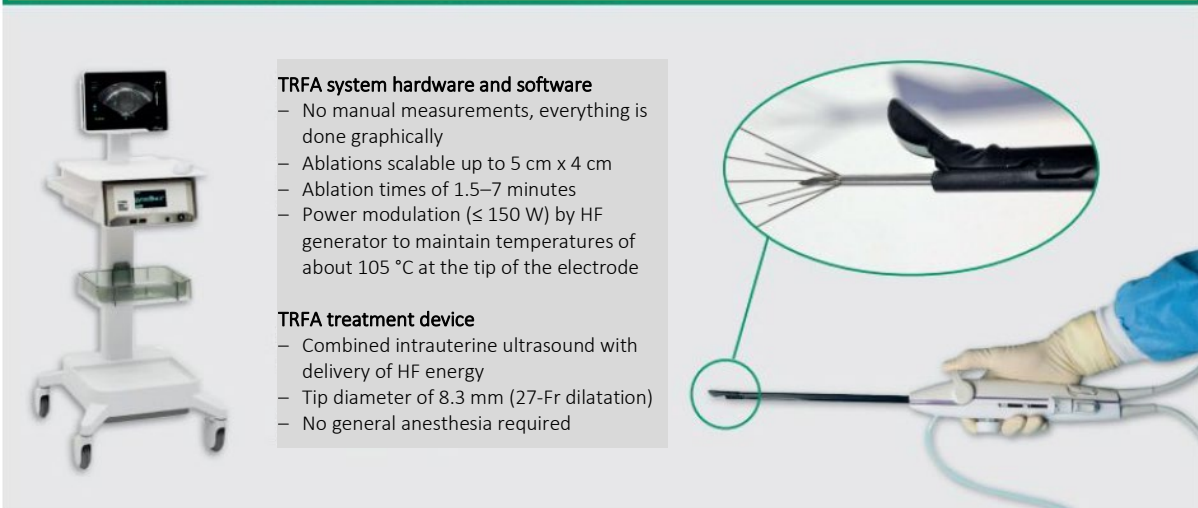 TRFA system hardware and software
– No manual measurements, everything is
done graphically
– Ablations scalable up to 5 cm x 4 cm
– Ablation times of 1.5–7 minutes
– Power modulation (≤ 150 W) by HF
generator to maintain temperatures of
about 105 °C at the tip of the electrode
TRFA treatment device
– Combined intrauterine ultrasound with
delivery of HF energy
– Tip diameter of 8.3 mm (27-Fr dilatation)
– No general anesthesia required